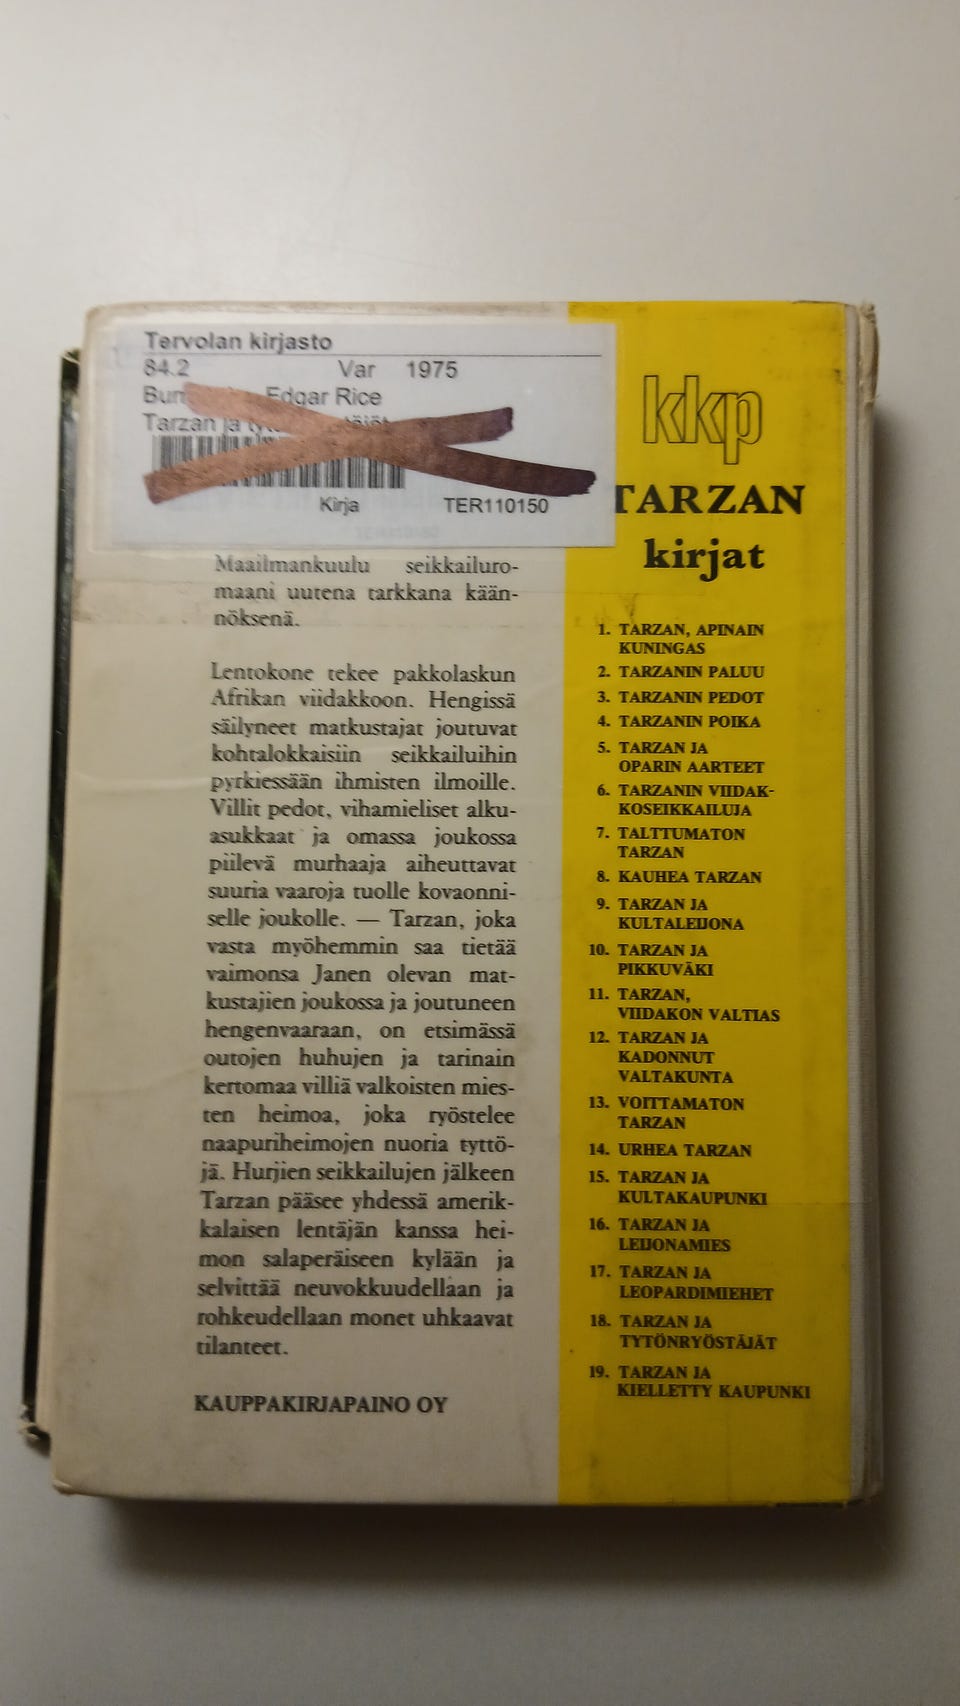 Tervolan kirjasto
84.2 Var 1975
Edgar Rice
Tarzan ja
Kirja TER110150
Maailmankuulu seikkailuro-
maani uutena tarkkana kään-
nöksenä.
Lentokone tekee pakkolaskun
Afrikan viidakkoon. Hengissä
säilyneet matkustajat joutuvat
kohtalokkaisiin seikkailuihin
pyrkiessään ihmisten ilmoille.
Villit pedot, vihamieliset alku-
asukkaat ja omassa joukossa
piilevä murhaaja aiheuttavat
suuria vaaroja tuolle kovaonni-
selle joukolle. — Tarzan, joka
vasta myöhemmin saa tietää
vaimonsa Janen olevan mat-
kustajien joukossa ja joutuneen
hengenvaaraan, on etsimässä
outojen huhujen ja tarinain
kertomaa villiä valkoisten mies-
ten heimoa, joka ryöstelee
naapuriheimojen nuoria tyttö-
jä. Hurjien seikkailujen jälkeen
Tarzan pääsee yhdessä amerik-
kalaisen lentäjän kanssa hei-
mon salaperäiseen kylään ja
selvittää neuvokkuudellaan ja
rohkeudellaan monet uhkaavat
tilanteet.
KAUPPAKIRJAPAINO OY
kkp
TARZAN
kirjat
1. TARZAN, APINAIN
KUNINGAS
2. TARZANIN PALUU
3. TARZANIN PEDOT
4. TARZANIN POIKA
5. TARZAN JA
OPARIN AARTEET
6. TARZANIN VIIDAK-
KOSEIKKAILUJA
7. TALTTUMATON
TARZAN
8. KAUHEA TARZAN
9. TARZAN JA
KULTALEIJONA
10. TARZAN JA
PIKKUVÄKI
11. TARZAN,
VIIDAKON VALTIAS
12. TARZAN JA
KADONNUT
VALTAKUNTA
13. VOITTAMATON
TARZAN
14. URHEA TARZAN
15. TARZAN JA
KULTAKAUPUNKI
16. TARZAN JA
LEIJONAMIES
17. TARZAN JA
LEOPARDIMIEHET
18. TARZAN JA
TYTÖNRYÖSTÄJÄT
19. TARZAN JA
KIELLETTY KAUPUNKI